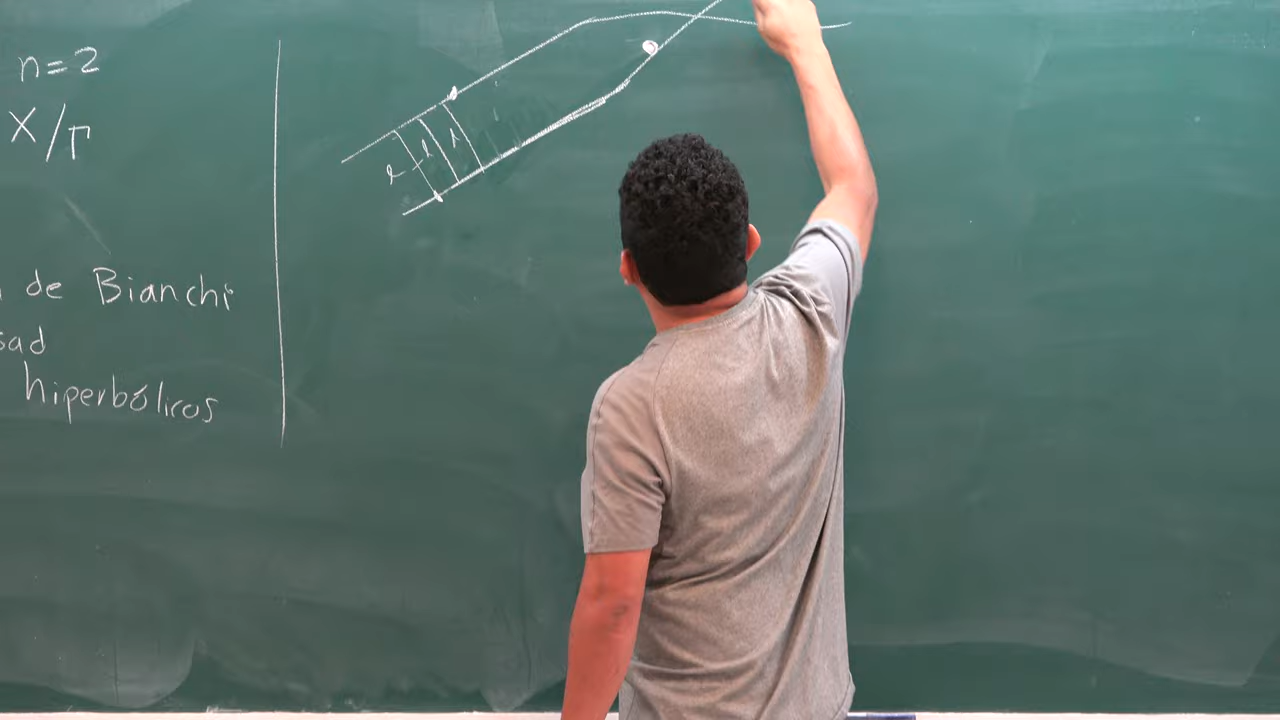 n=2
X/Γ
de Bianchi
sad
hiperbólicos